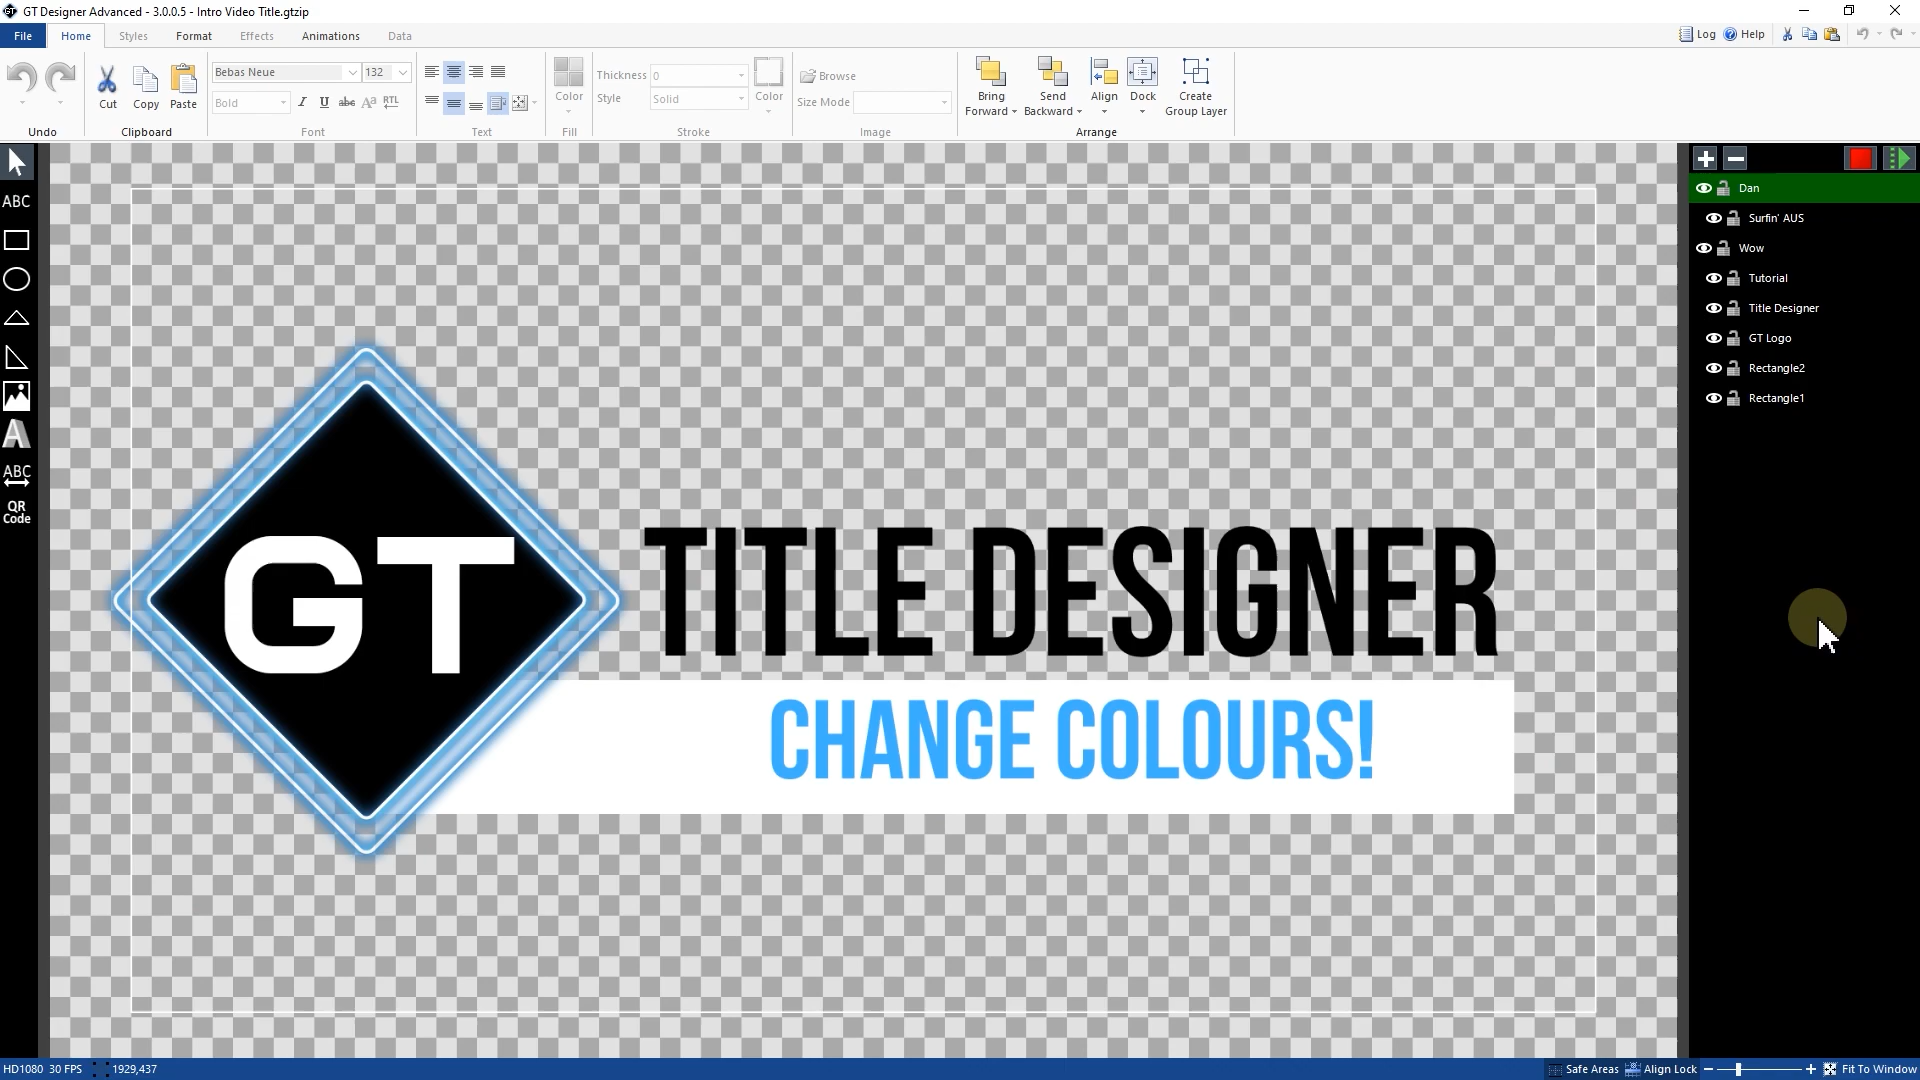 GT Designer Advanced - 3.0.0.5 - Intro Video Title.gtzip
File Home Styles Format Effects Animations Data Log Help
Cut Copy Paste
Undo Clipboard
Bebas Neue 132
Bold RTL
Font
Text
Color
Fill
Thickness 0
Style Solid
Color
Stroke
Browse
Size Mode
Image
Bring Forward
Send Backward
Align
Dock
Create Group Layer
Arrange
ABC
ABC
QR
Code
GT
TITLE DESIGNER
CHANGE COLOURS!
Dan
Surfin' AUS
Wow
Tutorial
Title Designer
GT Logo
Rectangle2
Rectangle1
HD1080 30 FPS 1929,437 Safe Areas Align Lock Fit To Window